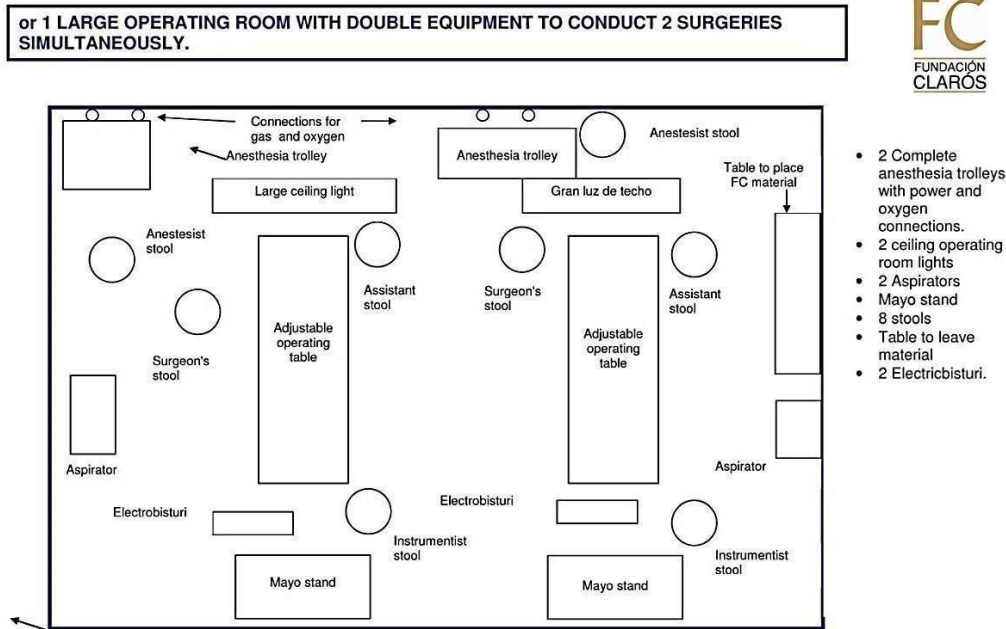 or 1 LARGE OPERATING ROOM WITH DOUBLE EQUIPMENT TO CONDUCT 2 SURGERIES
SIMULTANEOUSLY.
FC
FUNDACIÓN
CLARÓS
Connections for
gas and oxygen
Anesthesia trolley
Anesthesia trolley
Anestesist stool
Table to place
FC material
Large ceiling light
Gran luz de techo
Anestesist
stool
Assistant
stool
Surgeon's
stool
Assistant
stool
Surgeon's
stool
Adjustable
operating
table
Adjustable
operating
table
Aspirator
Aspirator
Electrobisturi
Electrobisturi
Instrumentist
stool
Instrumentist
stool
Mayo stand
Mayo stand
• 2 Complete
anesthesia trolleys
with power and
oxygen
connections.
• 2 ceiling operating
room lights
• 2 Aspirators
• Mayo stand
• 8 stools
• Table to leave
material
• 2 Electricbisturi.